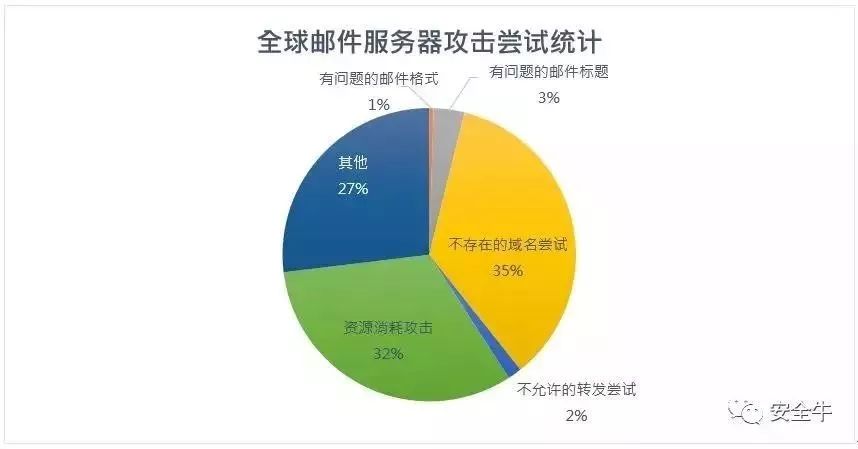 全球邮件服务器攻击尝试统计
有问题的邮件格式
1%
有问题的邮件标题
3%
其他
27%
不存在的域名尝试
35%
资源消耗攻击
32%
不允许的转发尝试
2%
安全牛